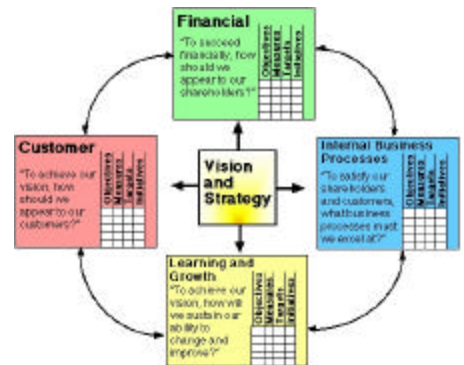 Financial
"To succeed
financially, how
should we
appear to our
shareholders?"
Objectives
Measures
Targets
Initiatives
Customer
"To achieve our
vision, how
should we
appear to our
customers?"
Objectives
Measures
Targets
Initiatives
Vision
and
Strategy
Internal Business
Processes
"To satisfy our
shareholders
and customers,
what business
processes must
we excel at?"
Objectives
Measures
Targets
Initiatives
Learning and
Growth
"To achieve our
vision, how will
we sustain our
ability to
change and
improve?"
Objectives
Measures
Targets
Initiatives